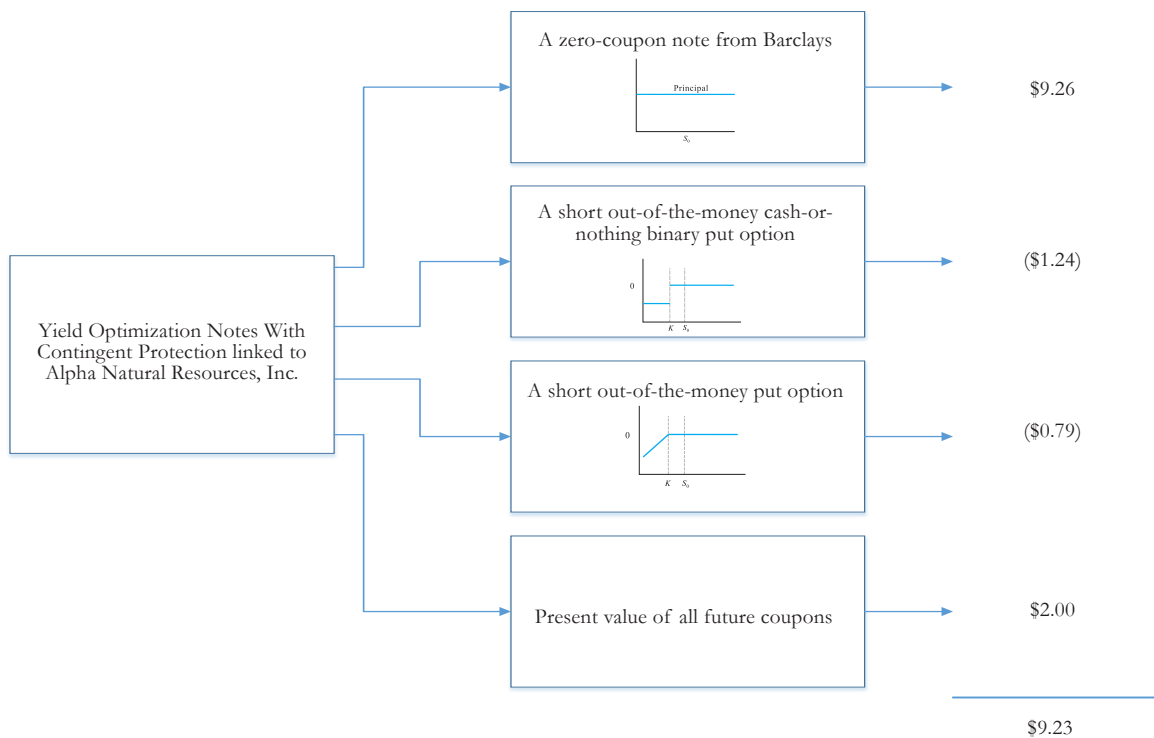 A zero-coupon note from Barclays
Principal
S₀
$9.26
A short out-of-the-money cash-or-
nothing binary put option
0
K S₀
($1.24)
Yield Optimization Notes With
Contingent Protection linked to
Alpha Natural Resources, Inc.
A short out-of-the-money put option
0
K S₀
($0.79)
Present value of all future coupons
$2.00
$9.23